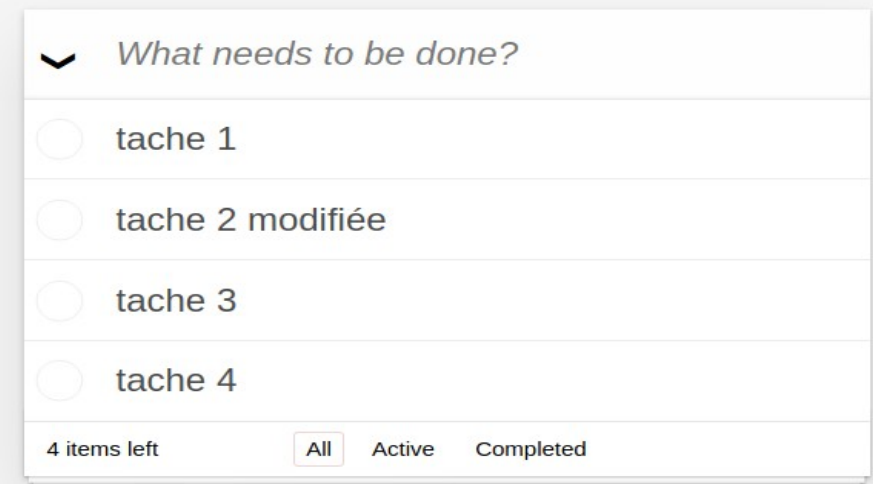 What needs to be done?
tache 1
tache 2 modifiée
tache 3
tache 4
4 items left All Active Completed